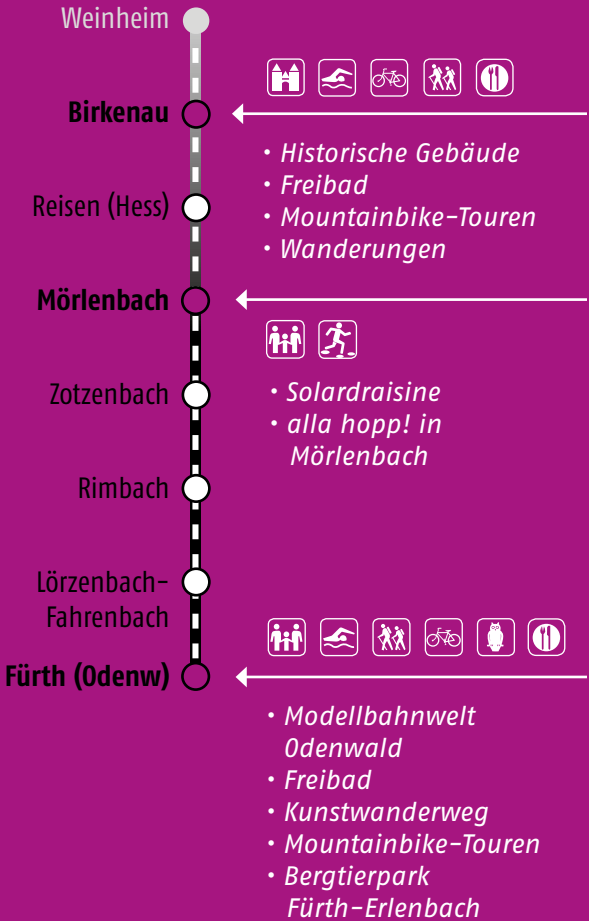 Weinheim
Birkenau
• Historische Gebäude
• Freibad
• Mountainbike-Touren
• Wanderungen
Reisen (Hess)
Mörlenbach
• Solardraisine
• alla hopp! in
Mörlenbach
Zotzenbach
Rimbach
Lörzenbach-
Fahrenbach
Fürth (Odenw)
• Modellbahnwelt
Odenwald
• Freibad
• Kunstwanderweg
• Mountainbike-Touren
• Bergtierpark
Fürth-Erlenbach